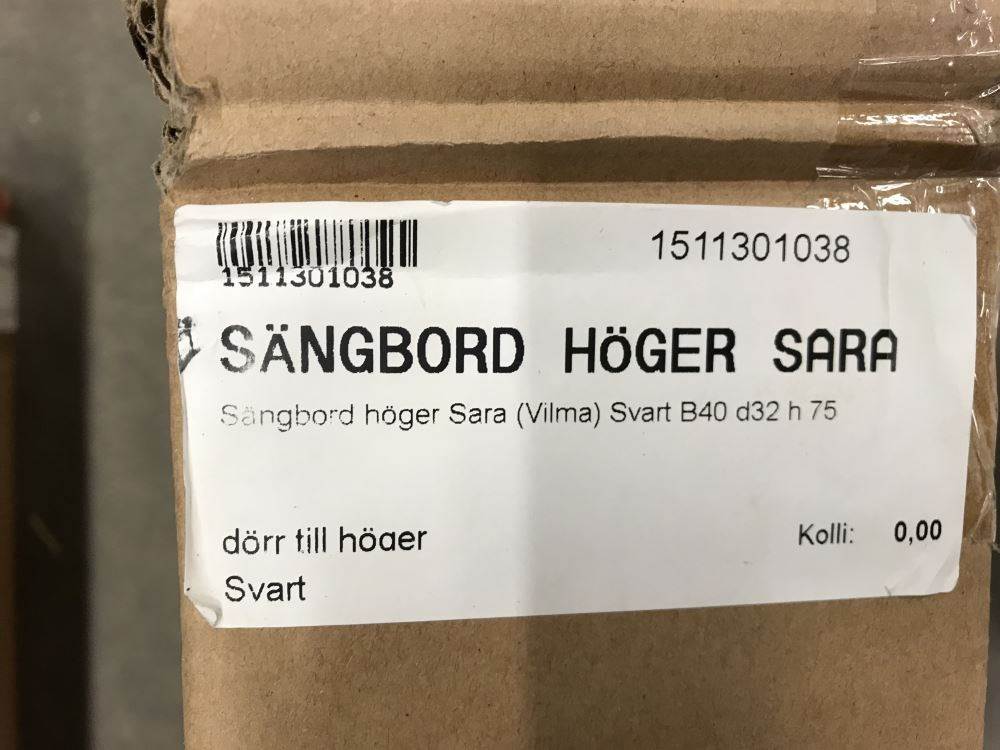 1511301038
1511301038
SÄNGBORD HÖGER SARA
Sängbord höger Sara (Vilma) Svart B40 d32 h 75
dörr till höger
Kolli: 0,00
Svart